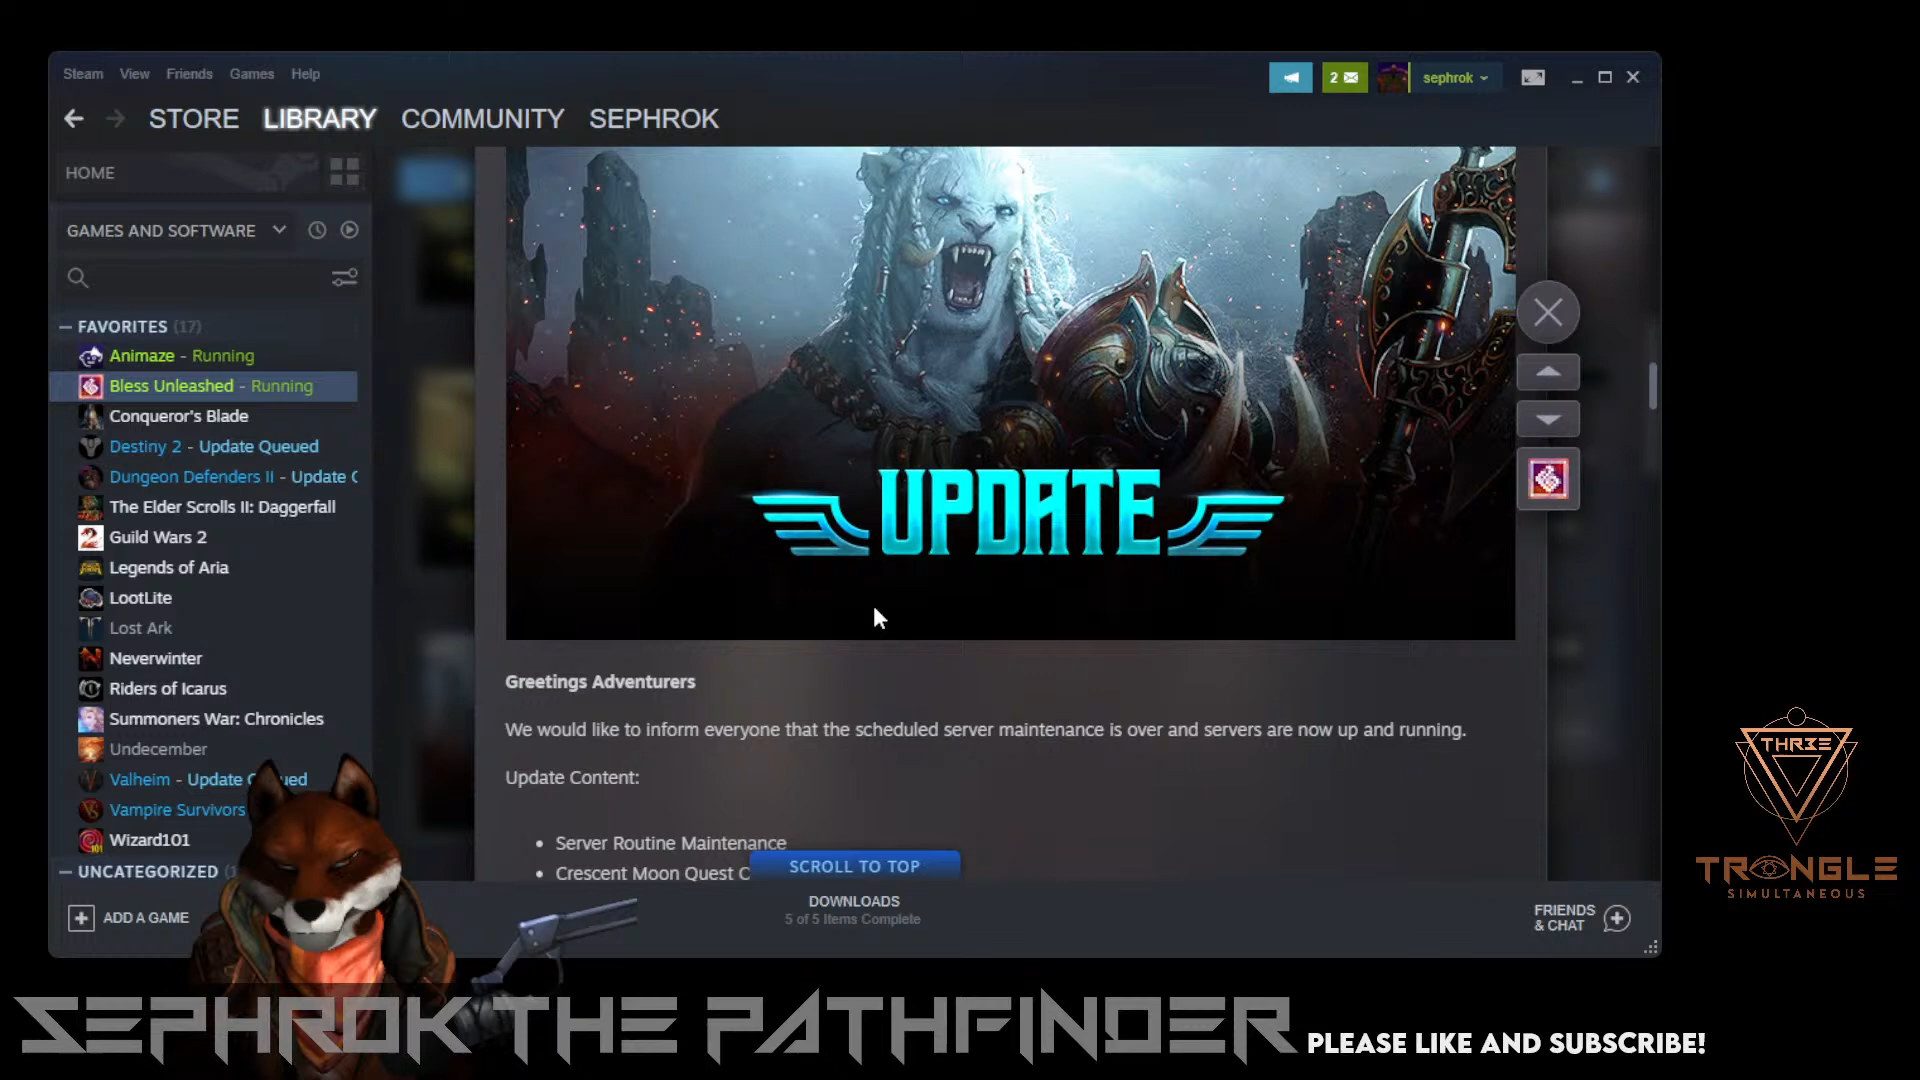 Steam View Friends Games Help
2 sephrok
STORE LIBRARY COMMUNITY SEPHROK
HOME
GAMES AND SOFTWARE
FAVORITES (17)
Animaze - Running
Bless Unleashed - Running
Conqueror's Blade
Destiny 2 - Update Queued
Dungeon Defenders II - Update
The Elder Scrolls II: Daggerfall
Guild Wars 2
Legends of Aria
LootLite
Lost Ark
Neverwinter
Riders of Icarus
Summoners War: Chronicles
Undecember
Valheim - Update
Vampire Survivors
Wizard101
UNCATEGORIZED
ADD A GAME
UPDATE
Greetings Adventurers
We would like to inform everyone that the scheduled server maintenance is over and servers are now up and running.
Update Content:
• Server Routine Maintenance
• Crescent Moon Quest
SCROLL TO TOP
DOWNLOADS
5 of 5 Items Complete
FRIENDS
& CHAT
THR3E
TRANGLE
SIMULTANEOUS
SEPHROK THE PATHFINDER
PLEASE LIKE AND SUBSCRIBE!